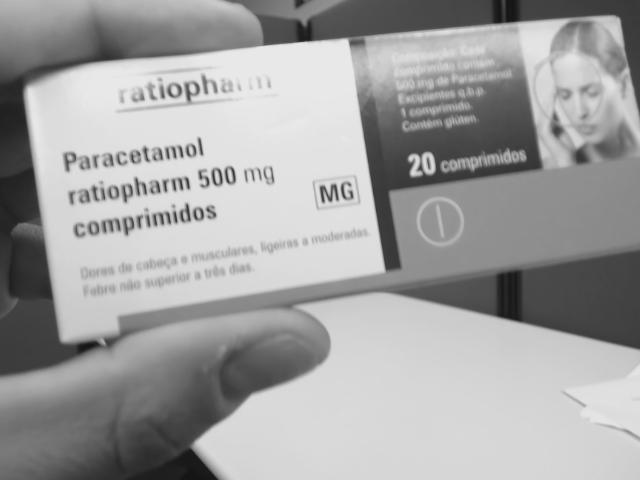 ratiopharm
Paracetamol
ratiopharm 500 mg
comprimidos
MG
Dores de cabeça e musculares, ligeiras a moderadas.
Febre não superior a três dias.
Composição: Cada
comprimido contém
500 mg de Paracetamol
Excipientes q.b.p.
1 comprimido.
Contém glúten.
20 comprimidos